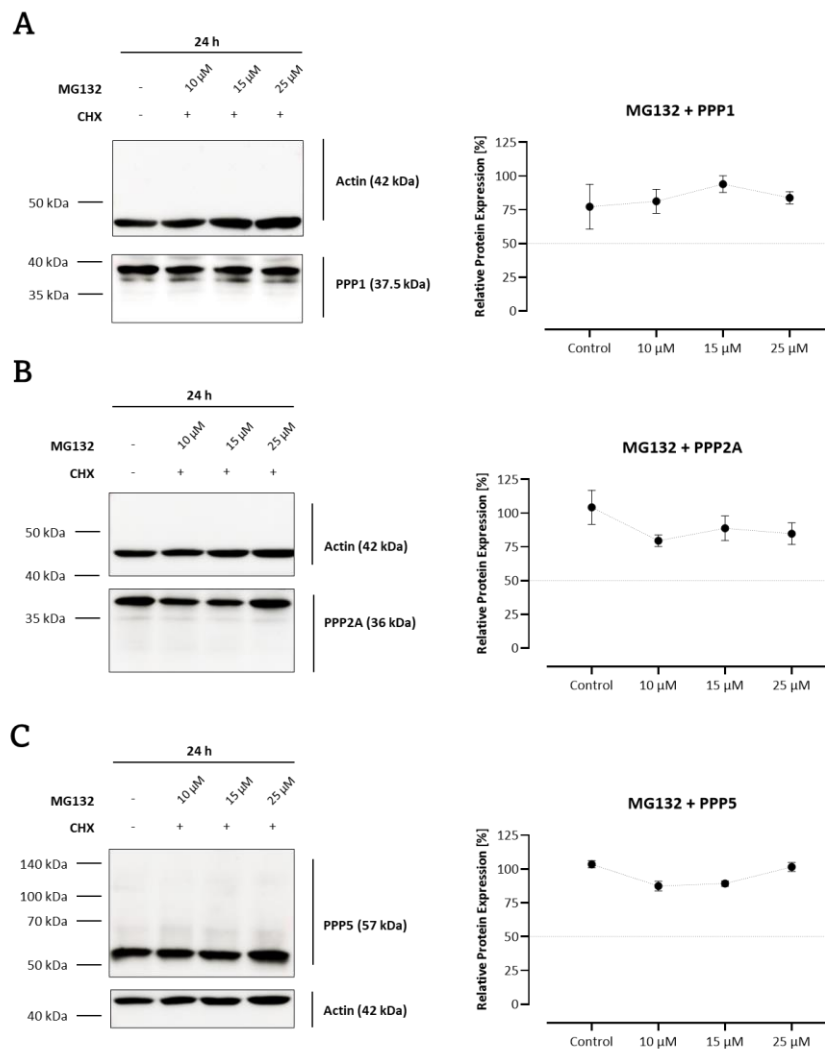 A
24 h
MG132 - 10 µM 15 µM 25 µM
CHX - + + +
50 kDa
Actin (42 kDa)
40 kDa
35 kDa
PPP1 (37.5 kDa)
MG132 + PPP1
Relative Protein Expression [%]
125
100
75
50
25
0
Control 10 µM 15 µM 25 µM
B
24 h
MG132 - 10 µM 15 µM 25 µM
CHX - + + +
50 kDa
Actin (42 kDa)
40 kDa
35 kDa
PPP2A (36 kDa)
MG132 + PPP2A
Relative Protein Expression [%]
125
100
75
50
25
0
Control 10 µM 15 µM 25 µM
C
24 h
MG132 - 10 µM 15 µM 25 µM
CHX - + + +
140 kDa
100 kDa
70 kDa
PPP5 (57 kDa)
50 kDa
Actin (42 kDa)
40 kDa
MG132 + PPP5
Relative Protein Expression [%]
125
100
75
50
25
0
Control 10 µM 15 µM 25 µM